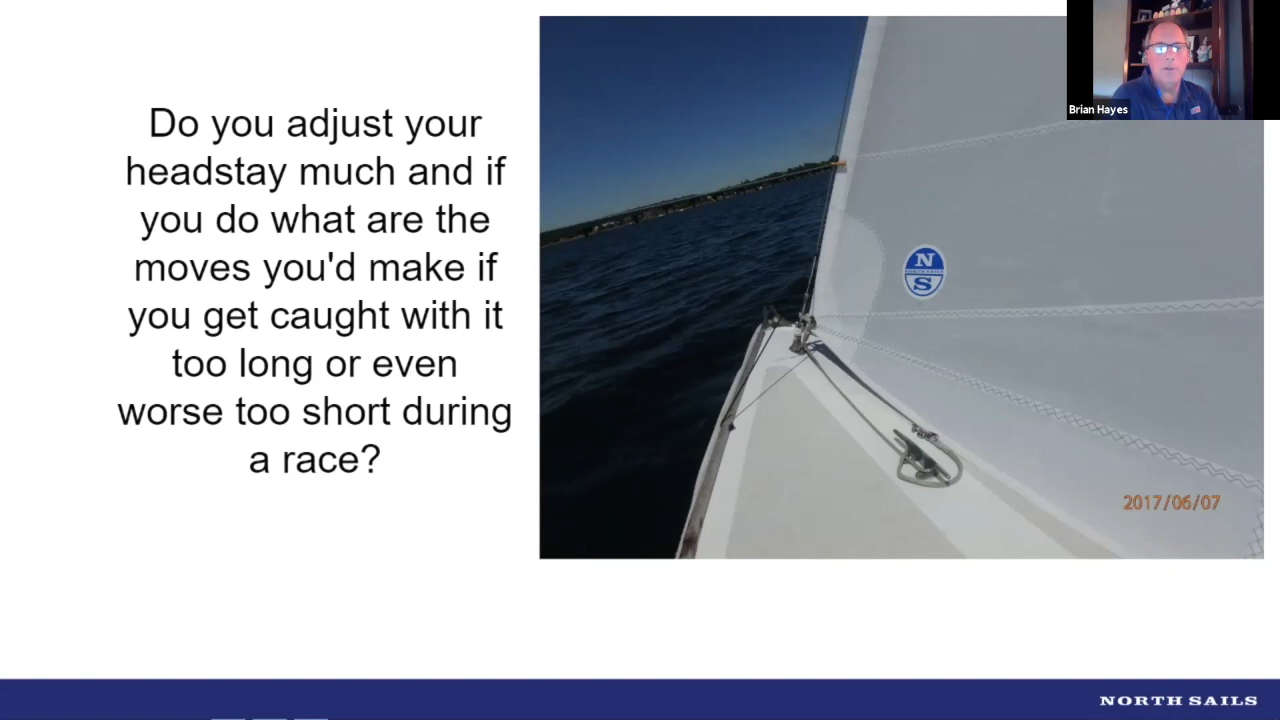 Do you adjust your
headstay much and if
you do what are the
moves you'd make if
you get caught with it
too long or even
worse too short during
a race?
Brian Hayes
N
S
2017/06/07
NORTH SAILS